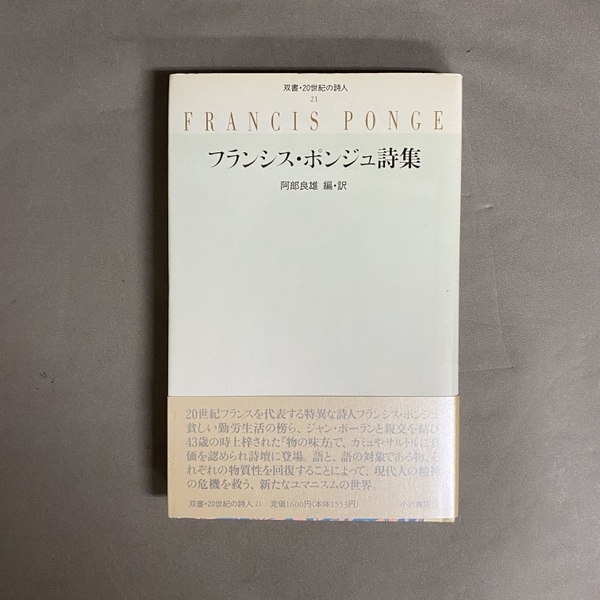 双書・20世紀の詩人
21
FRANCIS PONGE
フランシス・ポンジュ詩集
阿部良雄 編・訳
20世紀フランスを代表する特異な詩人フランシス・ポンジュ
貧しい勤労生活の傍ら、ジャン・ポーランと親交を結び
43歳の時上梓された『物の味方』で、カミュやサルトルに真
価を認められ詩壇に登場。語と、語の対象である物、そ
れぞれの物質性を回復することによって、現代人の精神
の危機を救う、新たなユマニスムの世界。
双書・20世紀の詩人 21 定価1600円(本体1553円)
小沢書店